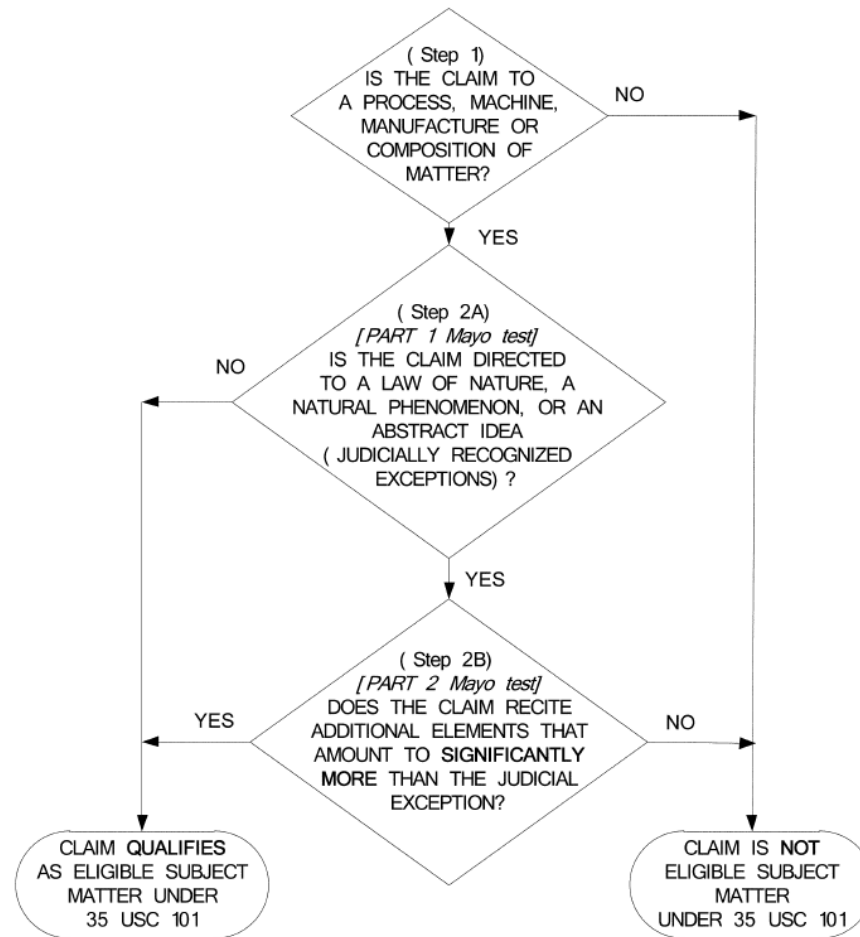 ( Step 1)
IS THE CLAIM TO
A PROCESS, MACHINE,
MANUFACTURE OR
COMPOSITION OF
MATTER?
NO
YES
( Step 2A)
[PART 1 Mayo test]
IS THE CLAIM DIRECTED
TO A LAW OF NATURE, A
NATURAL PHENOMENON, OR AN
ABSTRACT IDEA
( JUDICIALLY RECOGNIZED
EXCEPTIONS) ?
NO
YES
( Step 2B)
[PART 2 Mayo test]
DOES THE CLAIM RECITE
ADDITIONAL ELEMENTS THAT
AMOUNT TO SIGNIFICANTLY
MORE THAN THE JUDICIAL
EXCEPTION?
YES
NO
CLAIM QUALIFIES
AS ELIGIBLE SUBJECT
MATTER UNDER
35 USC 101
CLAIM IS NOT
ELIGIBLE SUBJECT
MATTER
UNDER 35 USC 101